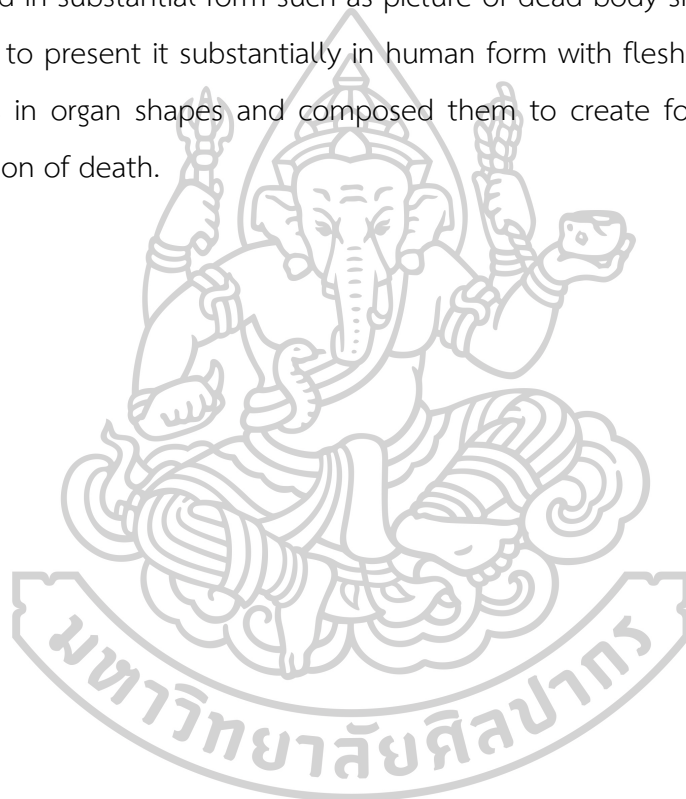 d in substantial form such as picture of dead body s
to present it substantially in human form with flesh
in organ shapes and composed them to create fo
on of death.
มหาวิทยาลัยศิลปากร